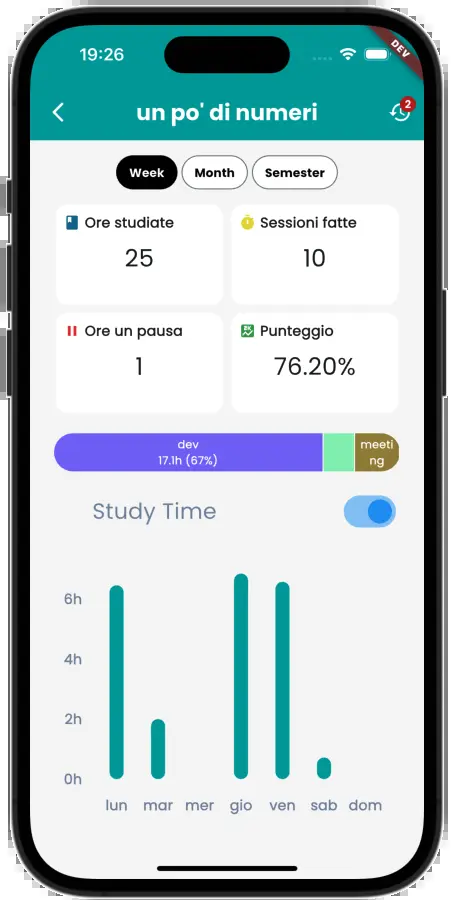 19:26
DEV
un po' di numeri
2
Week
Month
Semester
Ore studiate
25
Sessioni fatte
10
Ore un pausa
1
Punteggio
76.20%
dev
17.1h (67%)
meeti
ng
Study Time
6h
4h
2h
0h
lun mar mer gio ven sab dom